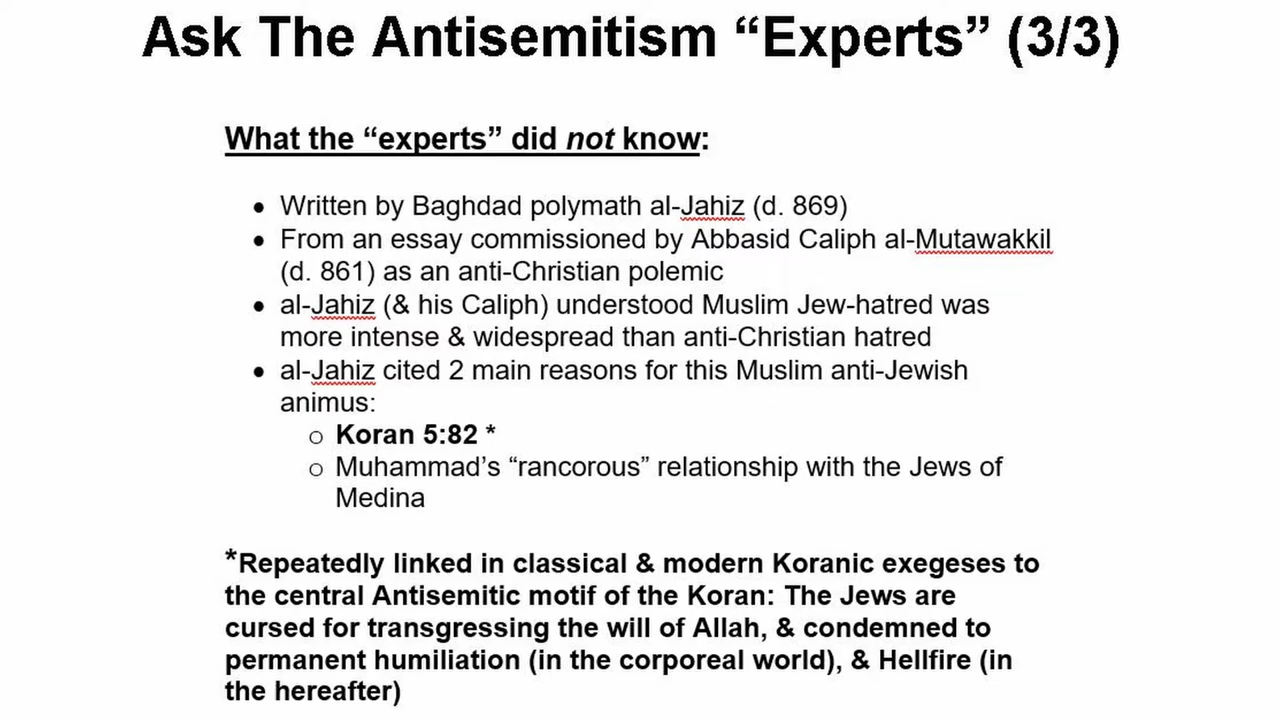 Ask The Antisemitism “Experts” (3/3)
What the “experts” did not know:
• Written by Baghdad polymath al-Jahiz (d. 869)
• From an essay commissioned by Abbasid Caliph al-Mutawakkil
(d. 861) as an anti-Christian polemic
• al-Jahiz (& his Caliph) understood Muslim Jew-hatred was
more intense & widespread than anti-Christian hatred
• al-Jahiz cited 2 main reasons for this Muslim anti-Jewish
animus:
o Koran 5:82 *
o Muhammad’s “rancorous” relationship with the Jews of
Medina
*Repeatedly linked in classical & modern Koranic exegeses to
the central Antisemitic motif of the Koran: The Jews are
cursed for transgressing the will of Allah, & condemned to
permanent humiliation (in the corporeal world), & Hellfire (in
the hereafter)